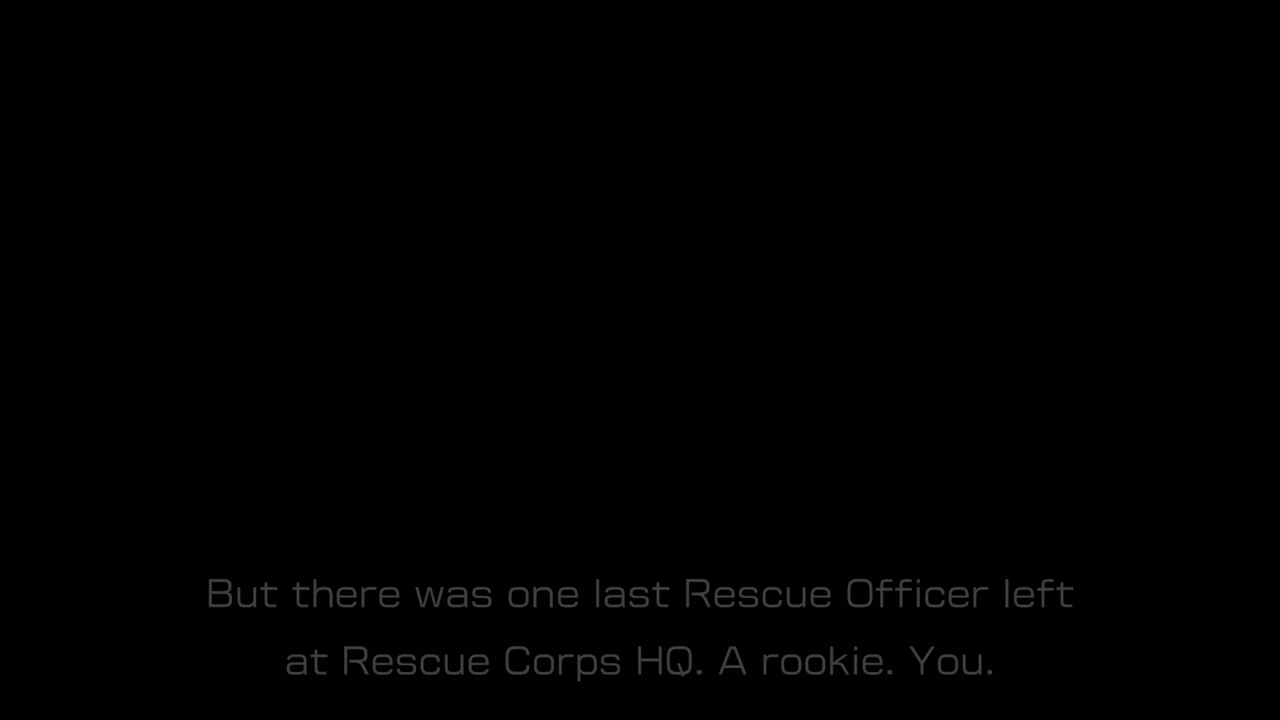 But there was one last Rescue Officer left
at Rescue Corps HQ. A rookie. You.